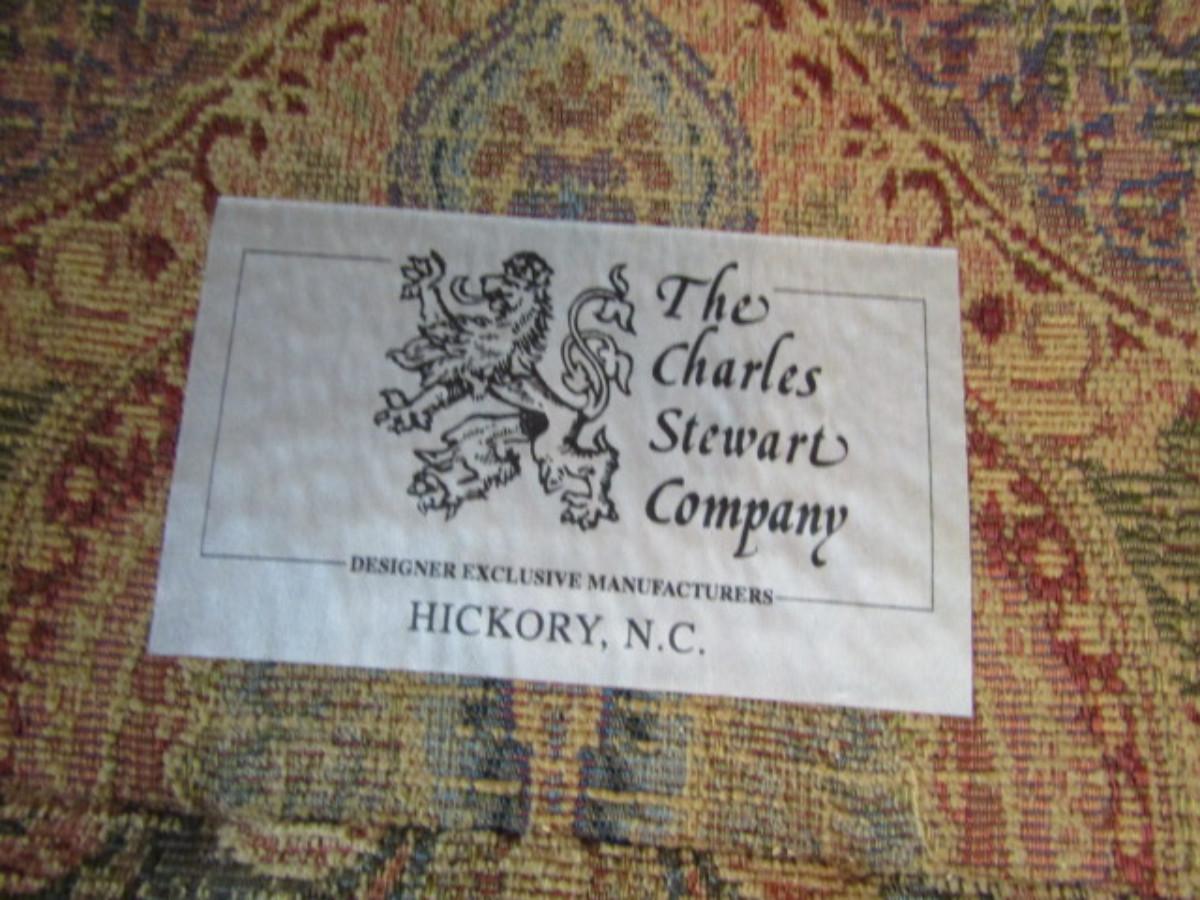 The
Charles
Stewart
Company
DESIGNER EXCLUSIVE MANUFACTURERS
HICKORY, N.C.